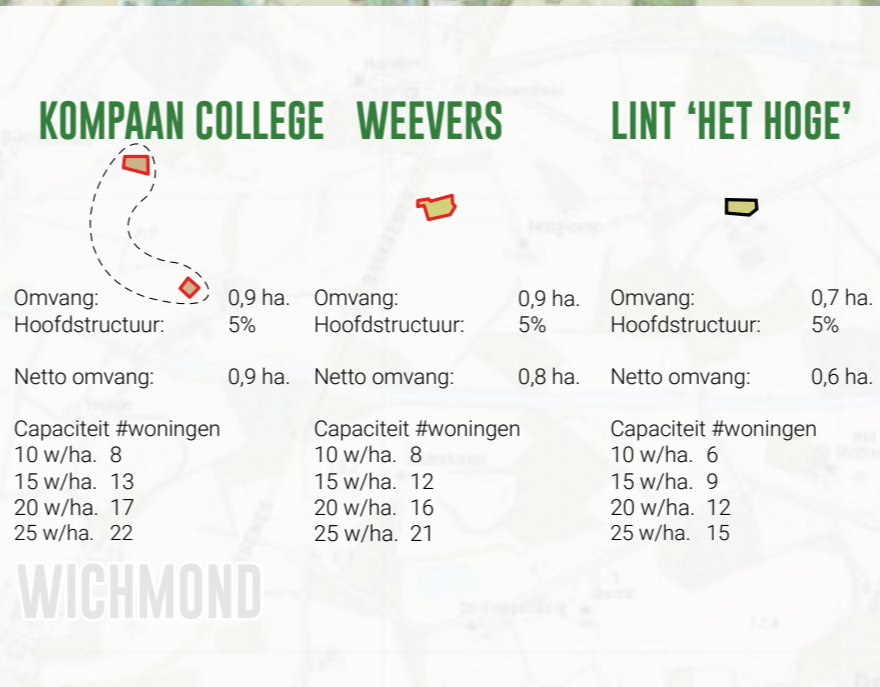 KOMPAAN COLLEGE
Omvang: 0,9 ha.
Hoofdstructuur: 5%
Netto omvang: 0,9 ha.
Capaciteit #woningen
10 w/ha. 8
15 w/ha. 13
20 w/ha. 17
25 w/ha. 22
WEEVERS
Omvang: 0,9 ha.
Hoofdstructuur: 5%
Netto omvang: 0,8 ha.
Capaciteit #woningen
10 w/ha. 8
15 w/ha. 12
20 w/ha. 16
25 w/ha. 21
LINT ‘HET HOGE’
Omvang: 0,7 ha.
Hoofdstructuur: 5%
Netto omvang: 0,6 ha.
Capaciteit #woningen
10 w/ha. 6
15 w/ha. 9
20 w/ha. 12
25 w/ha. 15
WICHMOND